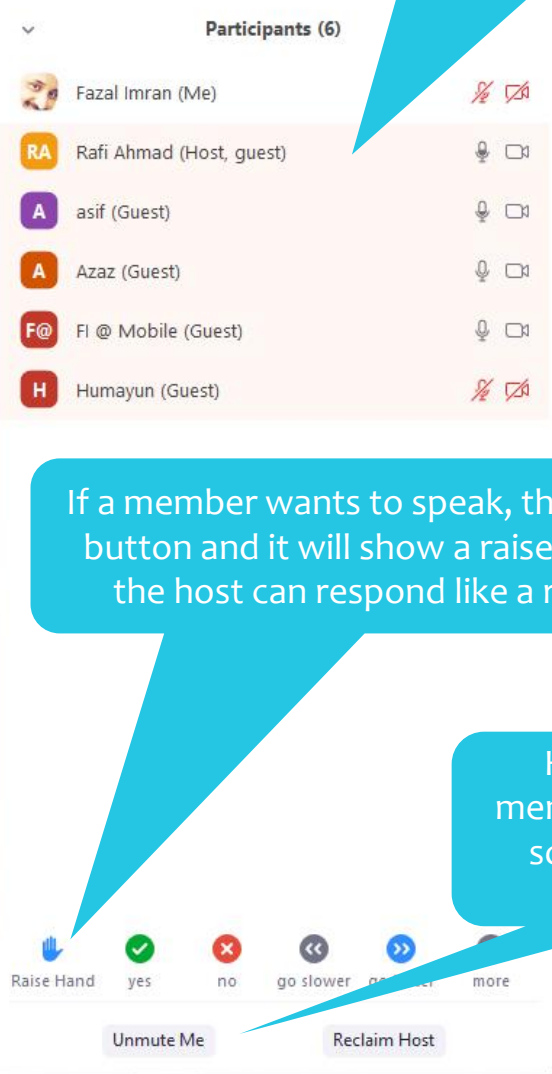 Participants (6)
Fazal Imran (Me)
RA Rafi Ahmad (Host, guest)
A asif (Guest)
A Azaz (Guest)
F@ FI @ Mobile (Guest)
H Humayun (Guest)
If a member wants to speak, th
button and it will show a raise
the host can respond like a
H
mer
so
Raise Hand yes no go slower more
Unmute Me Reclaim Host